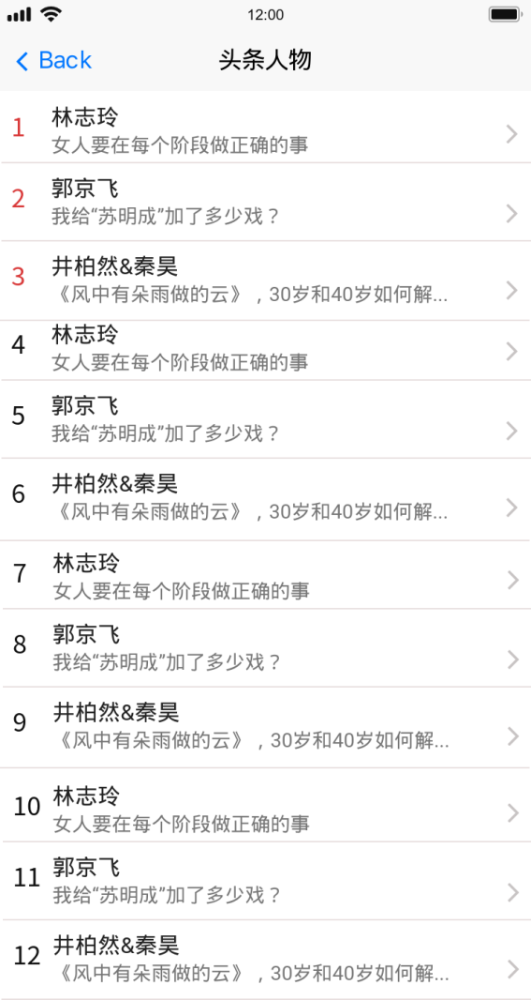 12:00
Back
头条人物
1
林志玲
女人要在每个阶段做正确的事
2
郭京飞
我给“苏明成”加了多少戏？
3
井柏然&秦昊
《风中有朵雨做的云》，30岁和40岁如何解...
4
林志玲
女人要在每个阶段做正确的事
5
郭京飞
我给“苏明成”加了多少戏？
6
井柏然&秦昊
《风中有朵雨做的云》，30岁和40岁如何解...
7
林志玲
女人要在每个阶段做正确的事
8
郭京飞
我给“苏明成”加了多少戏？
9
井柏然&秦昊
《风中有朵雨做的云》，30岁和40岁如何解...
10
林志玲
女人要在每个阶段做正确的事
11
郭京飞
我给“苏明成”加了多少戏？
12
井柏然&秦昊
《风中有朵雨做的云》，30岁和40岁如何解...